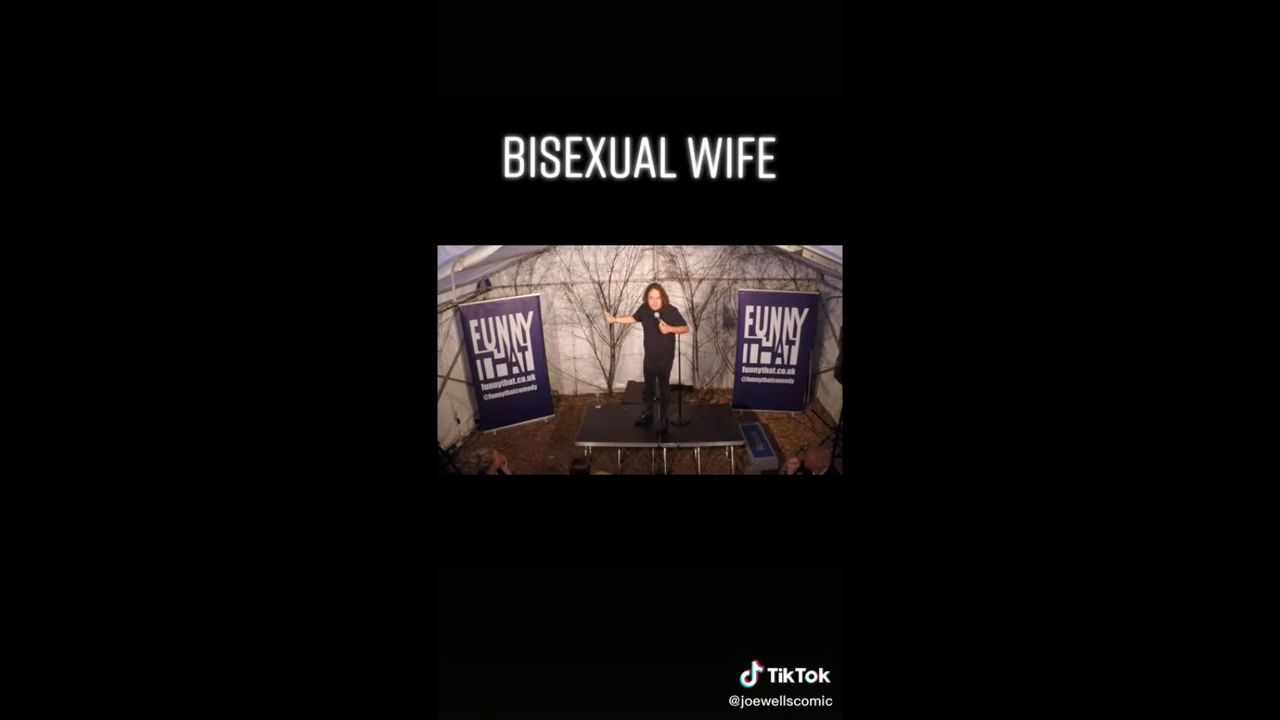 BISEXUAL WIFE
FUNNY
THAT
funnythat.co.uk
@funnythatcomedy
FUNNY
THAT
funnythat.co.uk
@funnythatcomedy
TikTok
@joewellscomic